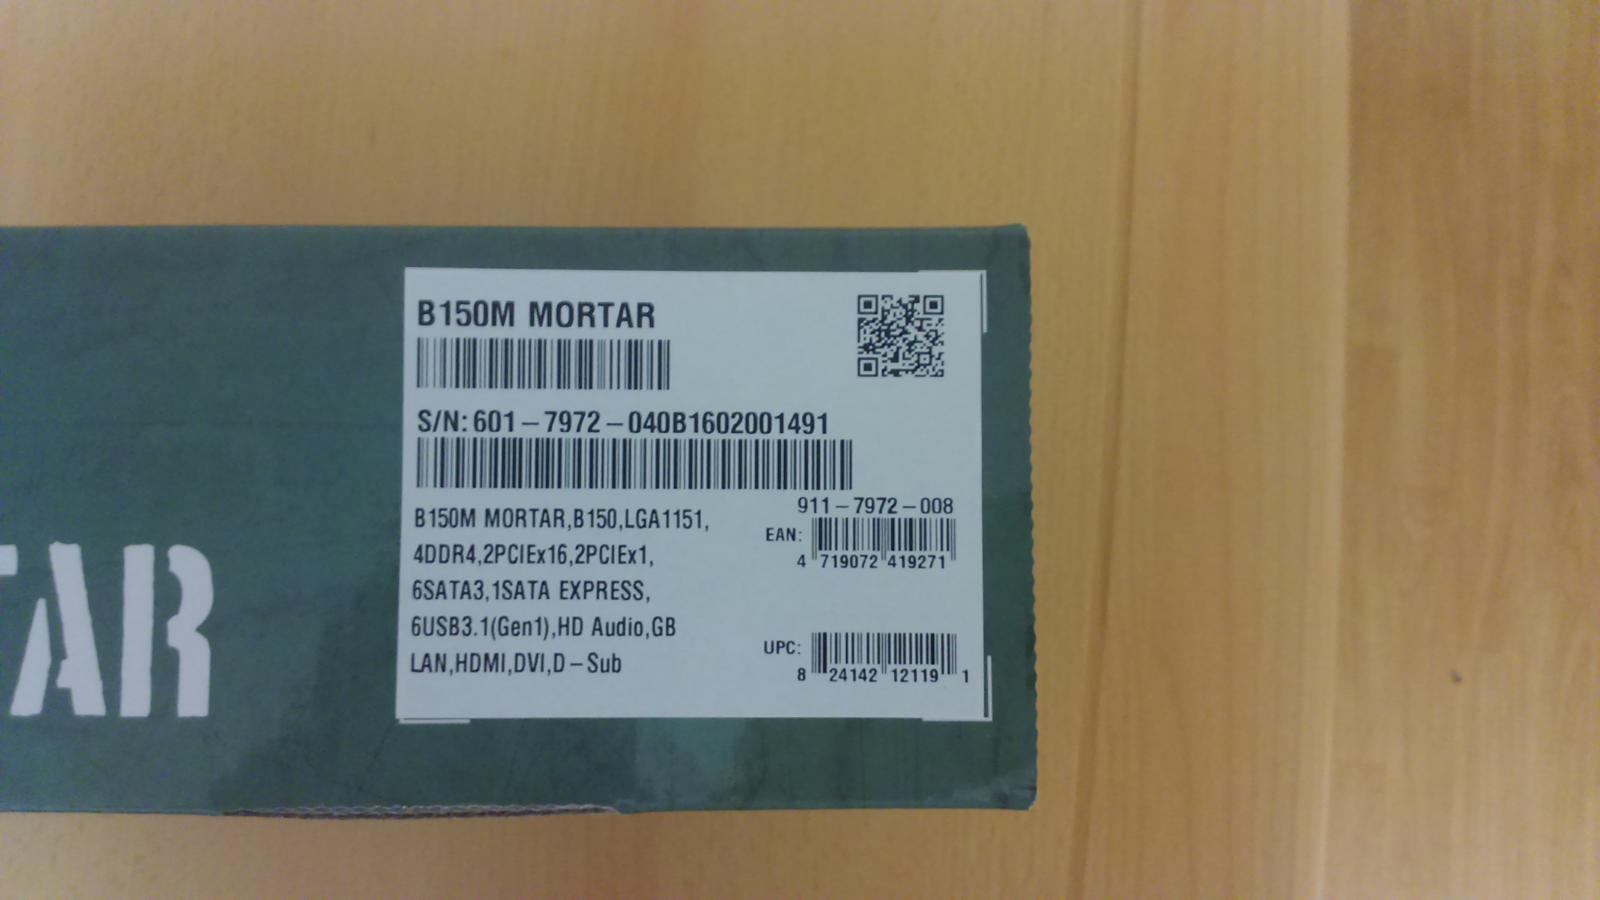 B150M MORTAR
S/N: 601-7972-040B1602001491
B150M MORTAR,B150,LGA1151,
4DDR4,2PCIEx16,2PCIEx1,
6SATA3,1SATA EXPRESS,
6USB3.1(Gen1),HD Audio,GB
LAN,HDMI,DVI,D-Sub
911-7972-008
EAN:
4 719072 419271
UPC:
8 24142 12119 1
TAR